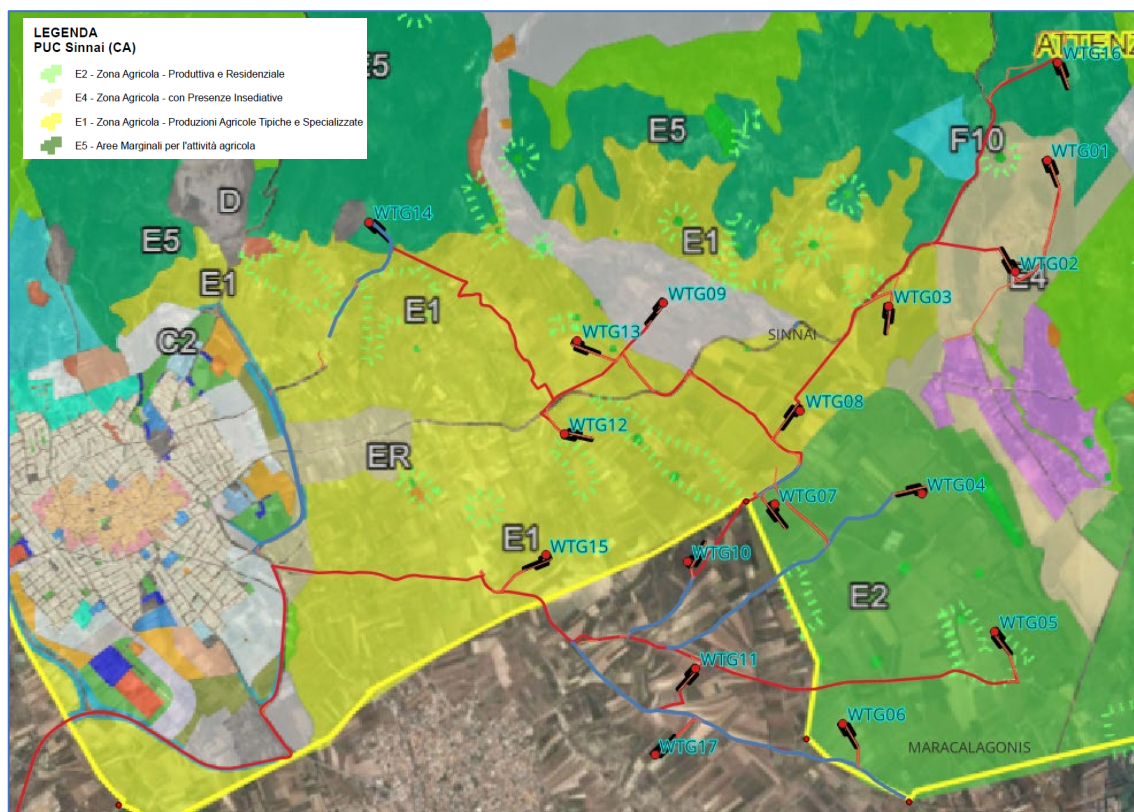 LEGENDA
PUC Sinnai (CA)
E2 - Zona Agricola - Produttiva e Residenziale
E4 - Zona Agricola - con Presenze Insediative
E1 - Zona Agricola - Produzioni Agricole Tipiche e Specializzate
E5 - Aree Marginali per l'attività agricola
ATTENZ
WTG16
E5
E5
F10
WTG01
D
WTG14
E5
E1
WTG02
E4
E1
E1
WTG09
WTG03
C2
WTG13
SINNAI
WTG08
WTG12
ER
WTG04
WTG07
E1
WTG15
WTG10
E2
WTG05
WTG11
WTG06
WTG17
MARACALAGONIS